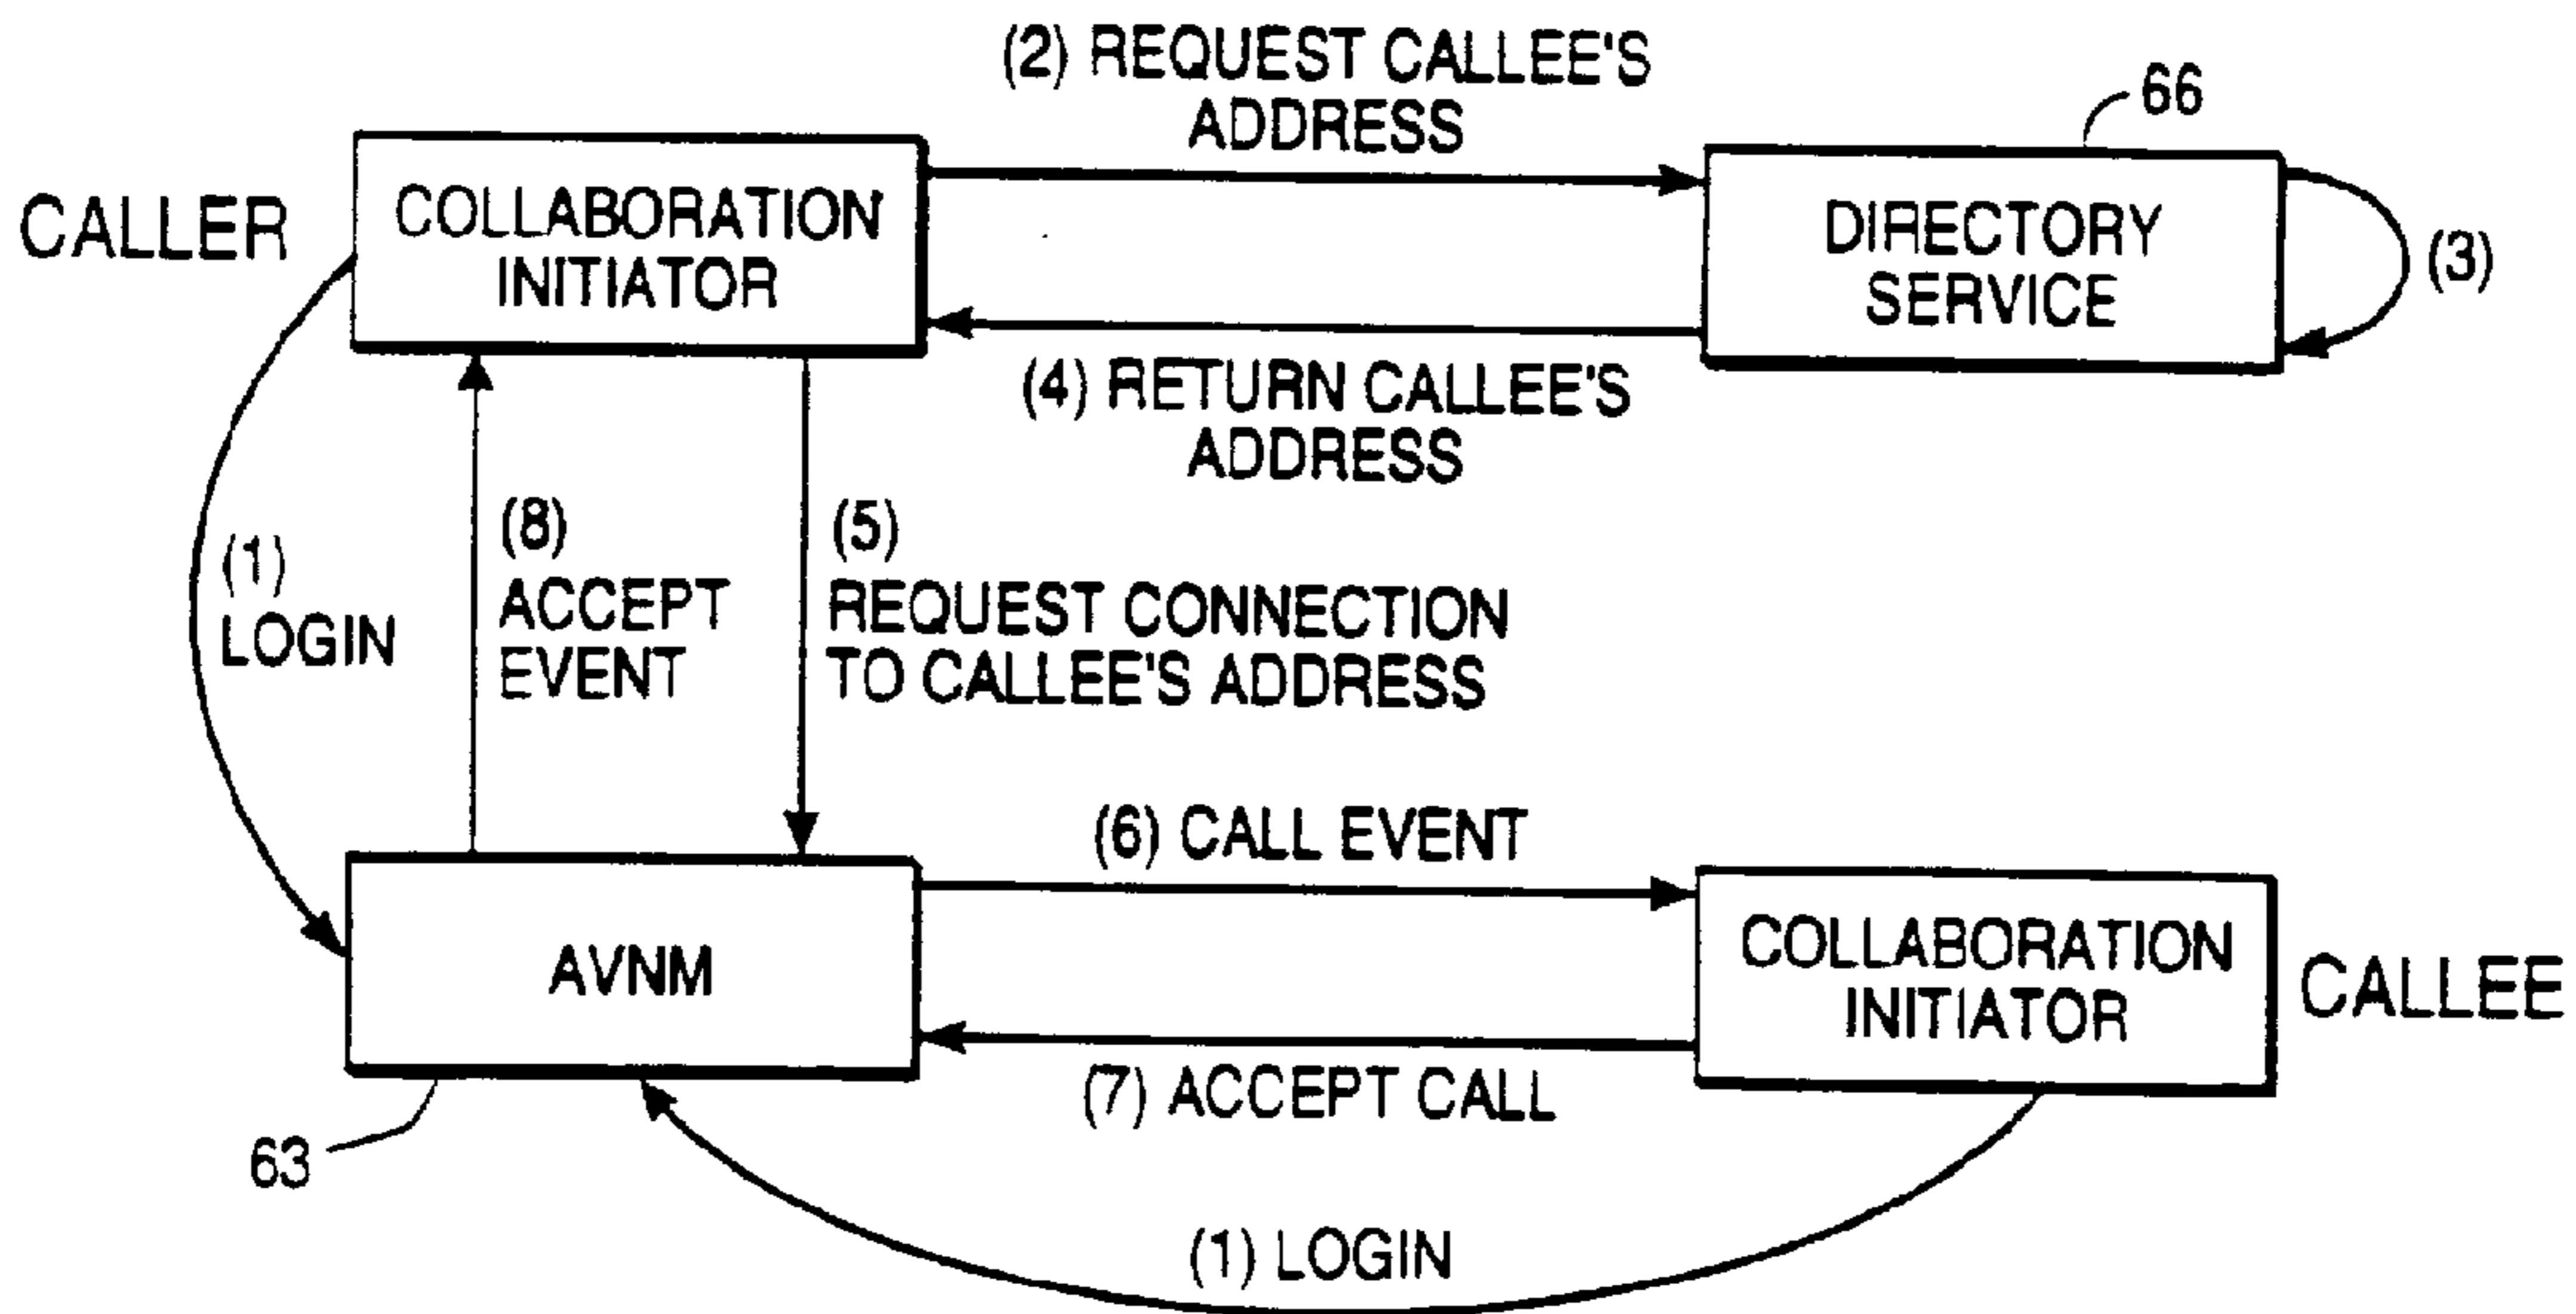 (2) REQUEST CALLEE'S
ADDRESS
66
CALLER
COLLABORATION
INITIATOR
DIRECTORY
SERVICE
(3)
(4) RETURN CALLEE'S
ADDRESS
(1)
LOGIN
(8)
ACCEPT
EVENT
(5)
REQUEST CONNECTION
TO CALLEE'S ADDRESS
(6) CALL EVENT
AVNM
COLLABORATION
INITIATOR
CALLEE
(7) ACCEPT CALL
63
(1) LOGIN